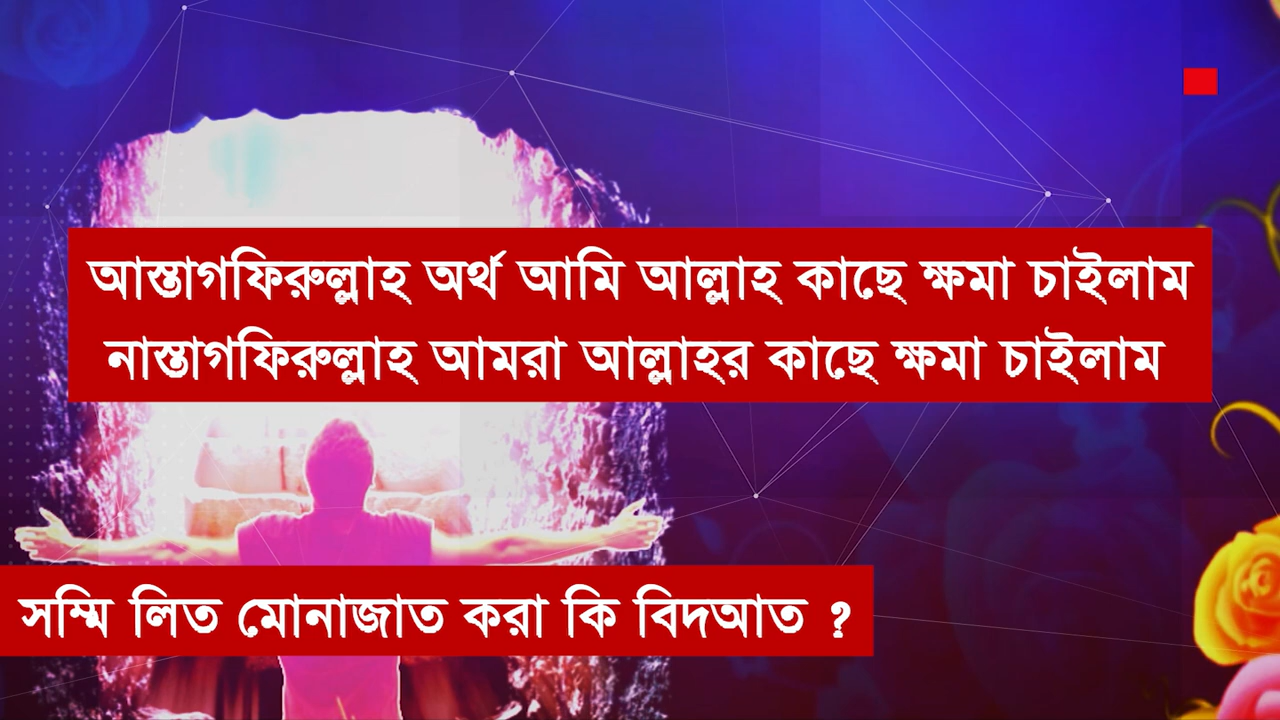 আস্তাগফিরুল্লাহ অর্থ আমি আল্লাহ কাছে ক্ষমা চাইলাম
নাস্তাগফিরুল্লাহ আমরা আল্লাহর কাছে ক্ষমা চাইলাম
সম্মি লিত মোনাজাত করা কি বিদআত ?